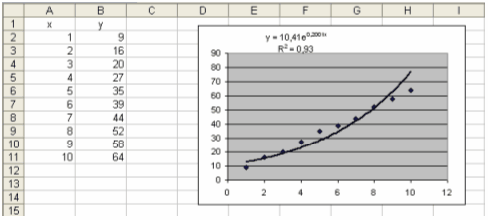 A B C D E F G H I
1 x y
2 1 9
3 2 16
4 3 20
5 4 27
6 5 35
7 6 39
8 7 44
9 8 52
10 9 58
11 10 64
12
13
14
15
y = 10,41e^0,2001x
R² = 0,93
90
80
70
60
50
40
30
20
10
0
0 2 4 6 8 10 12